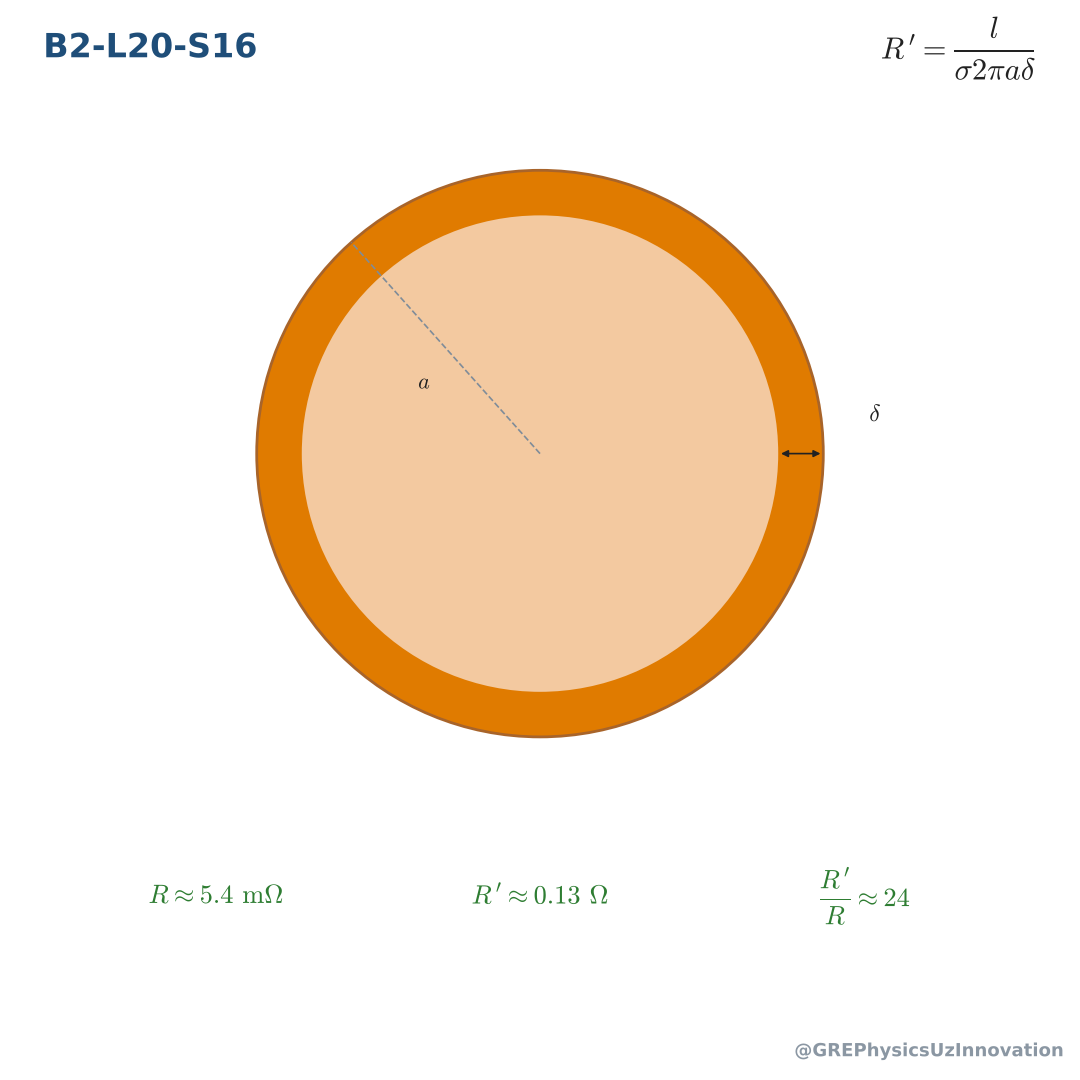 B2-L20-S16
R′ = l / σ2πaδ
a
δ
R ≈ 5.4 mΩ
R′ ≈ 0.13 Ω
R′ / R ≈ 24
@GREPhysicsUzInnovation